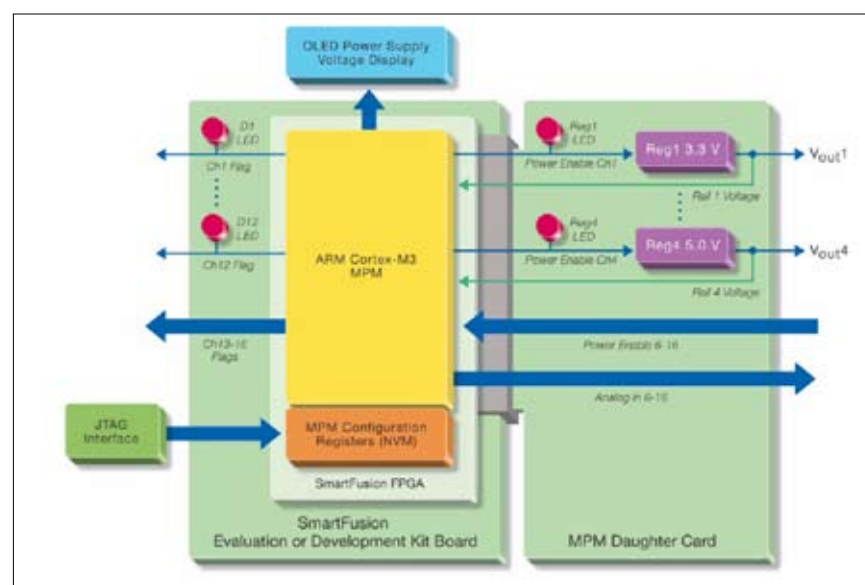 OLED Power Supply
Voltage Display
D1
LED
Ch1 Flag
D12
LED
Ch12 Flag
Ch13-16
Flags
JTAG
Interface
ARM Cortex-M3
MPM
MPM Configuration
Registers (NVM)
SmartFusion FPGA
SmartFusion
Evaluation or Development Kit Board
Reg1
LED
Power Enable Ch1
Reg1 3.3 V
Vout1
Rail 1 Voltage
Reg4
LED
Power Enable Ch4
Reg4 5.0 V
Vout4
Rail 4 Voltage
Power Enable 6-16
Analog in 6-16
MPM Daughter Card